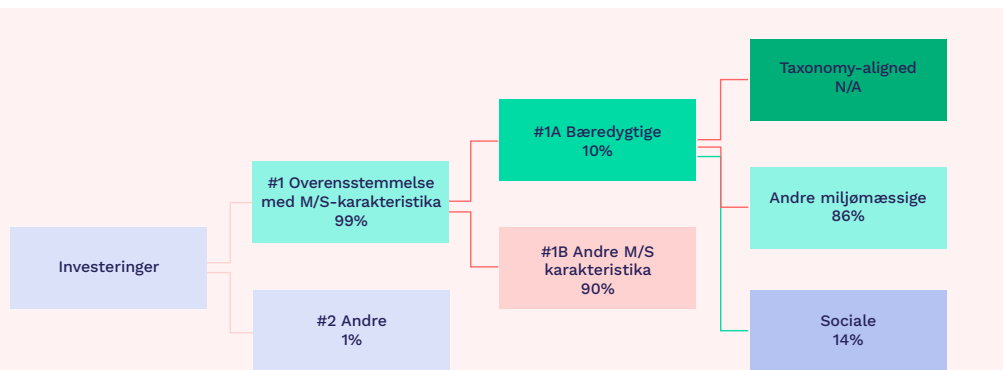 Investeringer
#1 Overensstemmelse
med M/S-karakteristika
99%
#2 Andre
1%
#1A Bæredygtige
10%
#1B Andre M/S
karakteristika
90%
Taxonomy-aligned
N/A
Andre miljømæssige
86%
Sociale
14%